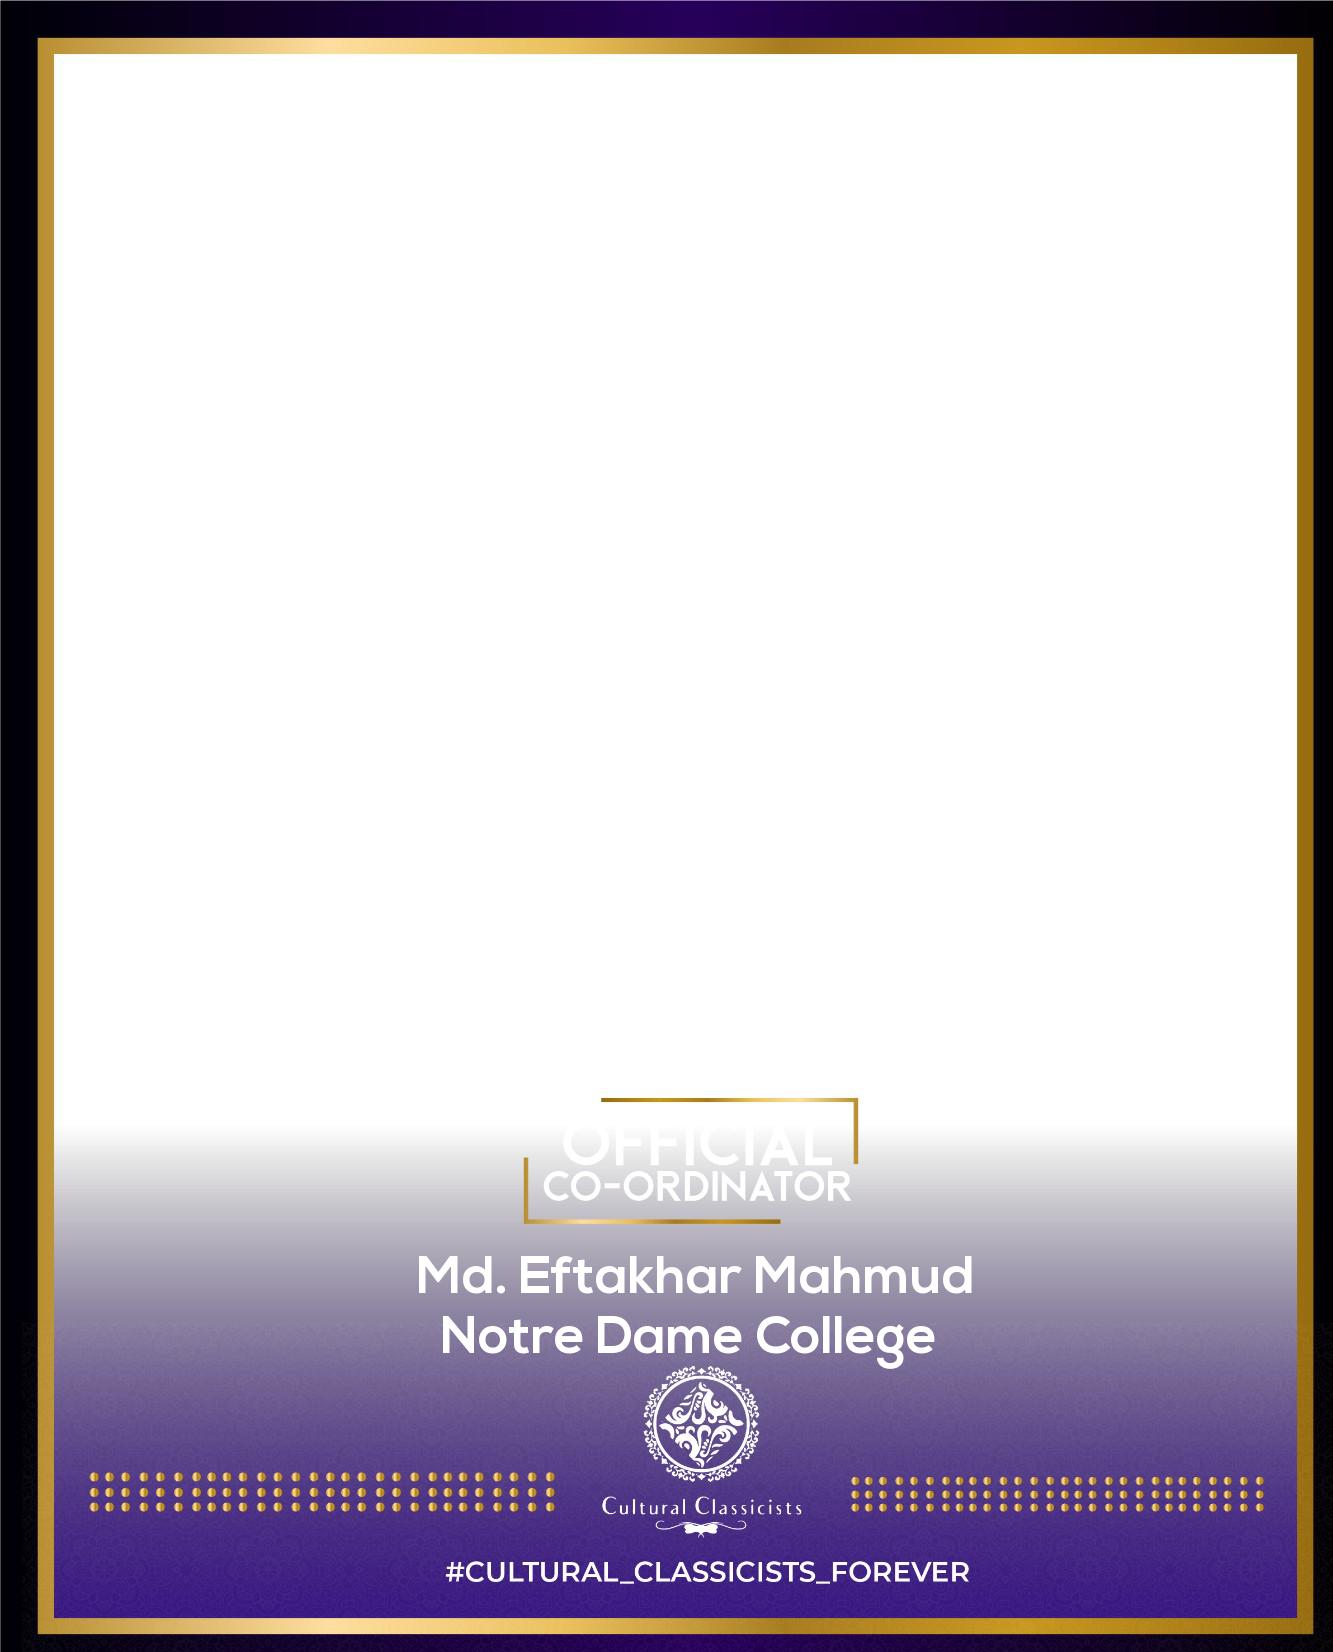 OFFICIAL
CO-ORDINATOR
Md. Eftakhar Mahmud
Notre Dame College
Cultural Classicists
#CULTURAL_CLASSICISTS_FOREVER